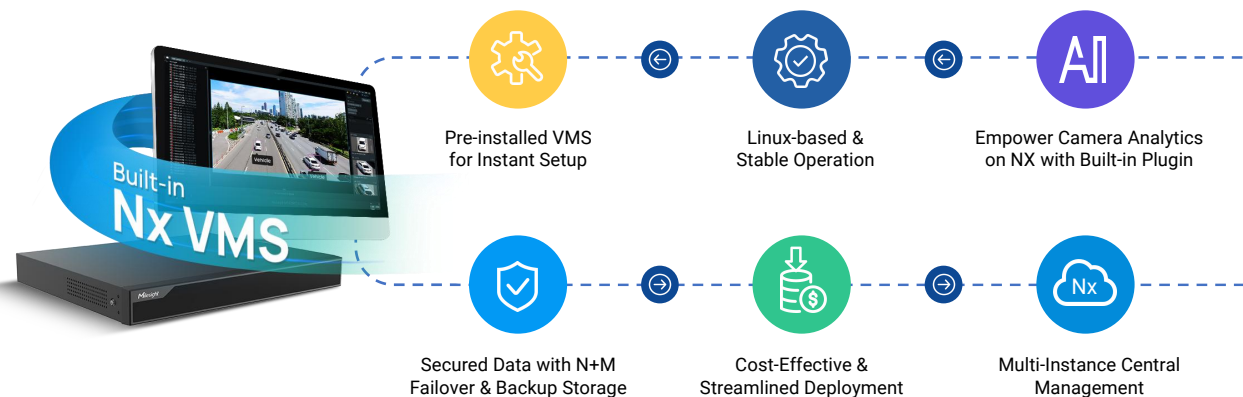 Built-in
Nx VMS
Vehicle
Milesight
AI
Pre-installed VMS
for Instant Setup
Linux-based &
Stable Operation
Empower Camera Analytics
on NX with Built-in Plugin
$
Nx
Secured Data with N+M
Failover & Backup Storage
Cost-Effective &
Streamlined Deployment
Multi-Instance Central
Management